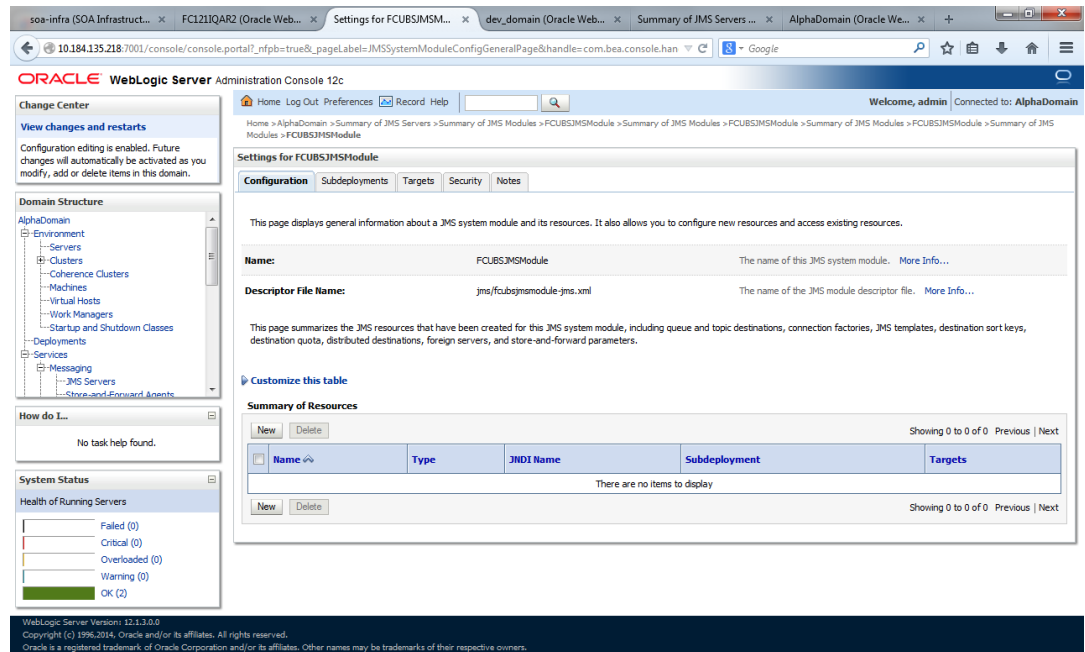 soa-infra (SOA Infrastruct... × FC121IQAR2 (Oracle Web... × Settings for FCUBSJMSM... × dev_domain (Oracle Web... × Summary of JMS Servers ... × AlphaDomain (Oracle We... × +
10.184.135.218:7001/console/console.portal?_nfpb=true&_pageLabel=JMSSystemModuleConfigGeneralPage&handle=com.bea.console.han Google
ORACLE WebLogic Server Administration Console 12c
Change Center
View changes and restarts
Configuration editing is enabled. Future
changes will automatically be activated as you
modify, add or delete items in this domain.
Domain Structure
AlphaDomain
Environment
Servers
Clusters
Coherence Clusters
Machines
Virtual Hosts
Work Managers
Startup and Shutdown Classes
Deployments
Services
Messaging
JMS Servers
Store-and-Forward Agents
How do I...
No task help found.
System Status
Health of Running Servers
Failed (0)
Critical (0)
Overloaded (0)
Warning (0)
OK (2)
Home Log Out Preferences Record Help
Welcome, admin Connected to: AlphaDomain
Home >AlphaDomain >Summary of JMS Servers >Summary of JMS Modules >FCUBSJMSModule >Summary of JMS Modules >FCUBSJMSModule >Summary of JMS Modules >FCUBSJMSModule >Summary of JMS
Modules >FCUBSJMSModule
Settings for FCUBSJMSModule
Configuration Subdeployments Targets Security Notes
This page displays general information about a JMS system module and its resources. It also allows you to configure new resources and access existing resources.
Name: FCUBSJMSModule The name of this JMS system module. More Info...
Descriptor File Name: jms/fcubsjmsmodule-jms.xml The name of the JMS module descriptor file. More Info...
This page summarizes the JMS resources that have been created for this JMS system module, including queue and topic destinations, connection factories, JMS templates, destination sort keys,
destination quota, distributed destinations, foreign servers, and store-and-forward parameters.
Customize this table
Summary of Resources
New Delete Showing 0 to 0 of 0 Previous | Next
Name Type JNDI Name Subdeployment Targets
There are no items to display
New Delete Showing 0 to 0 of 0 Previous | Next
WebLogic Server Version: 12.1.3.0.0
Copyright (c) 1996,2014, Oracle and/or its affiliates. All rights reserved.
Oracle is a registered trademark of Oracle Corporation and/or its affiliates. Other names may be trademarks of their respective owners.